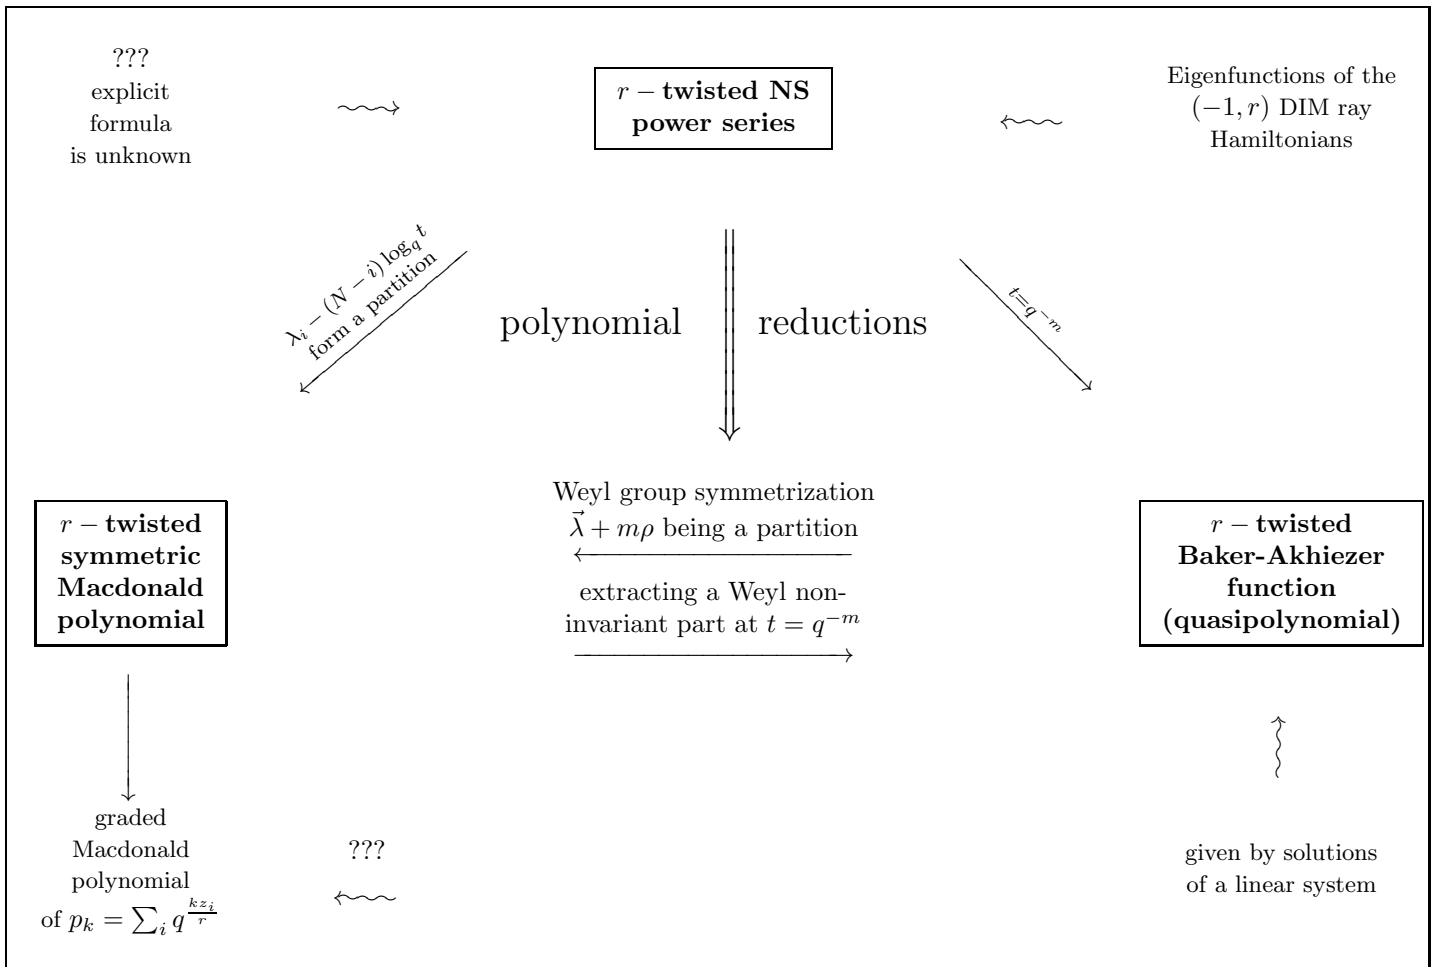 ???
explicit
formula
is unknown
r − twisted NS
power series
Eigenfunctions of the
(−1, r) DIM ray
Hamiltonians
λ_i − (N − i) log_q t
form a partition
polynomial
reductions
t=q^{−m}
Weyl group symmetrization
\vec{λ} + mρ being a partition
extracting a Weyl non-
invariant part at t = q^{−m}
r − twisted
symmetric
Macdonald
polynomial
r − twisted
Baker-Akhiezer
function
(quasipolynomial)
graded
Macdonald
polynomial
of p_k = ∑_i q^{\frac{kz_i}{r}}
???
given by solutions
of a linear system